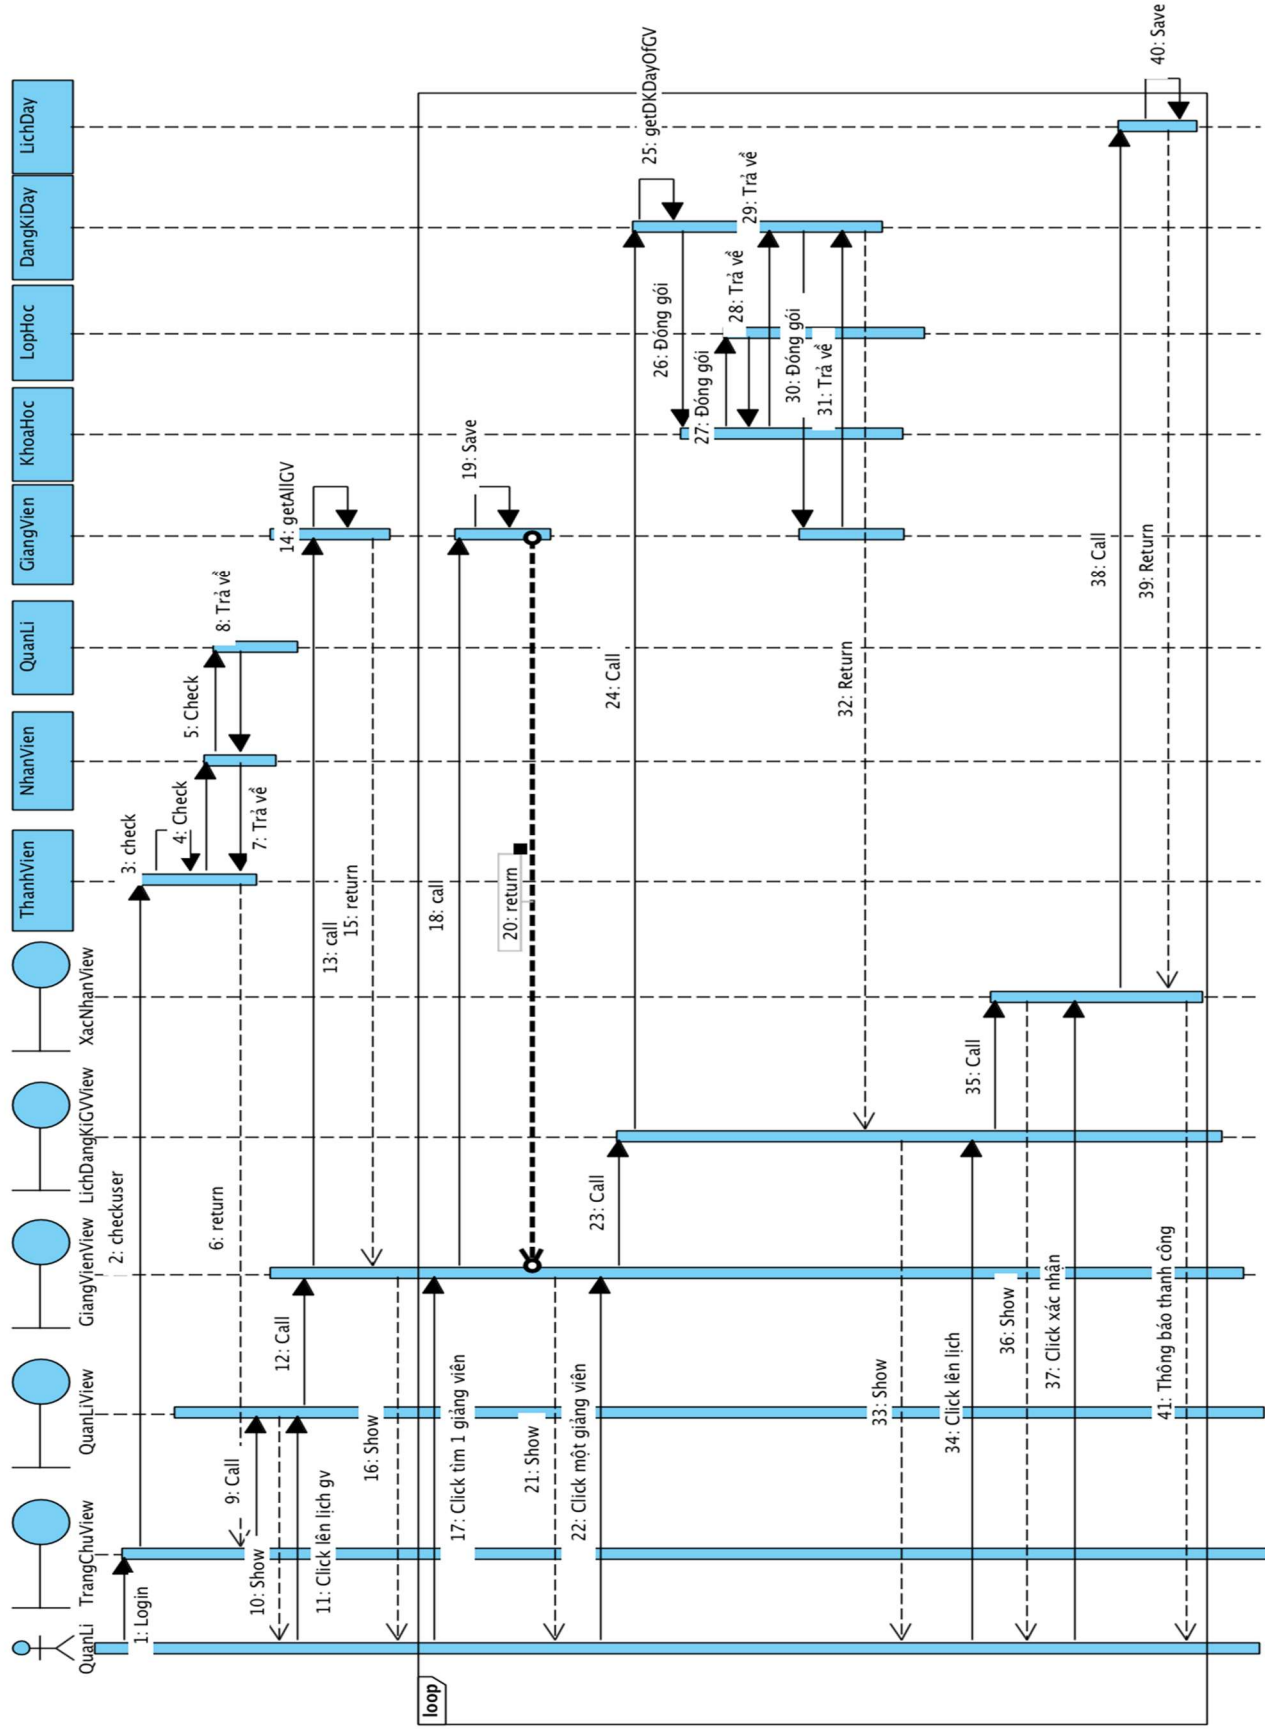 QuanLi
TrangChuView
QuanLiView
GiangVienView
LichDangKiGVView
XacNhanView
ThanhVien
NhanVien
QuanLi
GiangVien
KhoaHoc
LopHoc
DangKiDay
LichDay
loop
1: Login
2: checkuser
3: check
4: Check
5: Check
6: return
7: Trả về
8: Trả về
9: Call
10: Show
11: Click lên lịch gv
12: Call
13: call
14: getAllGV
15: return
16: Show
17: Click tìm 1 giảng viên
18: cal
19: Save
20: return
21: Show
22: Click một giảng viên
23: Call
24: Call
25: getDKDayOfGV
26: Đóng gói
27: Đóng gói
28: Trả về
29: Trả về
30: Đóng gói
31: Trả về
32: Return
33: Show
34: Click lên lịch
35: Call
36: Show
37: Click xác nhận
38: Call
39: Return
40: Save
41: Thông báo thanh công